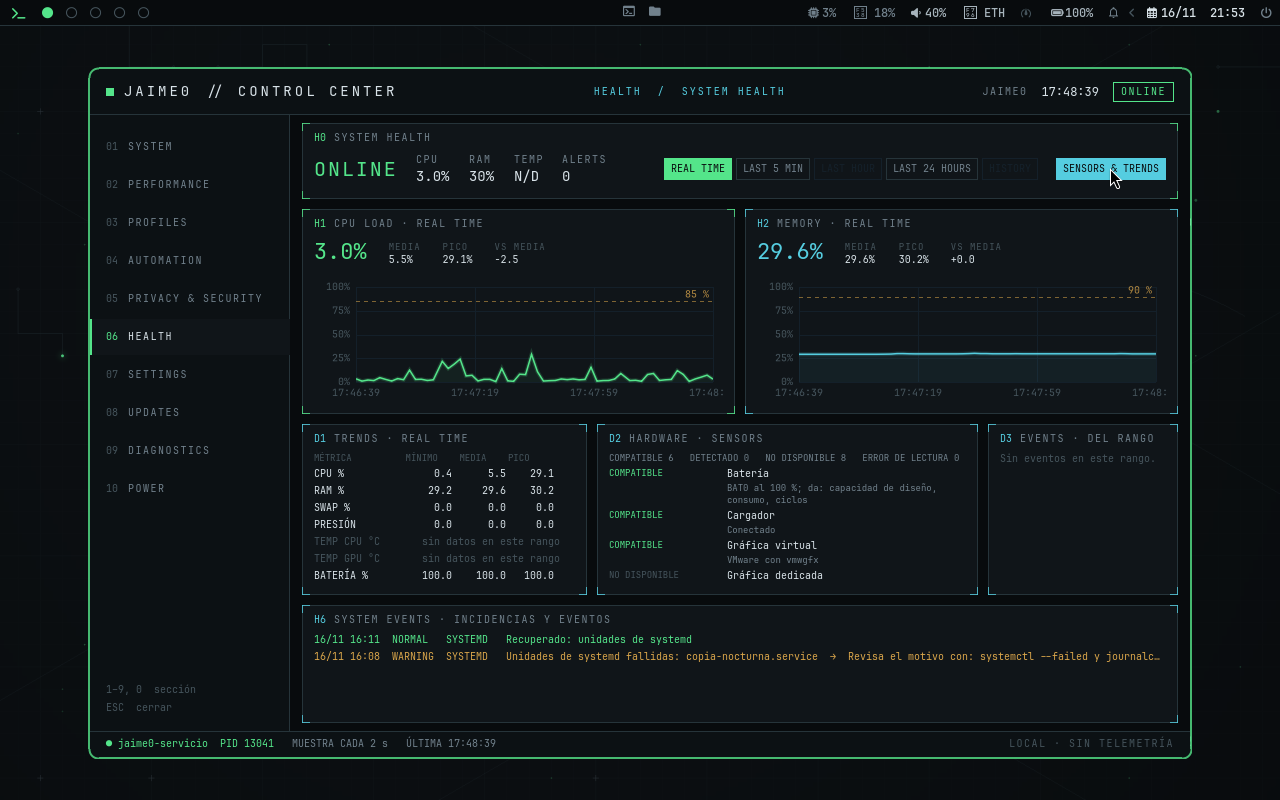 3% 18% 40% ETH 100% 16/11 21:53
JAIME0 // CONTROL CENTER
HEALTH / SYSTEM HEALTH
JAIME0 17:48:39 ONLINE
01 SYSTEM
02 PERFORMANCE
03 PROFILES
04 AUTOMATION
05 PRIVACY & SECURITY
06 HEALTH
07 SETTINGS
08 UPDATES
09 DIAGNOSTICS
10 POWER
1-9, 0 sección
ESC cerrar
H0 SYSTEM HEALTH
ONLINE
CPU RAM TEMP ALERTS
3.0% 30% N/D 0
REAL TIME LAST 5 MIN LAST HOUR LAST 24 HOURS HISTORY SENSORS & TRENDS
H1 CPU LOAD · REAL TIME
3.0%
MEDIA PICO VS MEDIA
5.5% 29.1% -2.5
85 %
100%
75%
50%
25%
0%
17:46:39 17:47:19 17:47:59 17:48:
H2 MEMORY · REAL TIME
29.6%
MEDIA PICO VS MEDIA
29.6% 30.2% +0.0
90 %
100%
75%
50%
25%
0%
17:46:39 17:47:19 17:47:59 17:48:
D1 TRENDS · REAL TIME
MÉTRICA MÍNIMO MEDIA PICO
CPU % 0.4 5.5 29.1
RAM % 29.2 29.6 30.2
SWAP % 0.0 0.0 0.0
PRESIÓN 0.0 0.0 0.0
TEMP CPU °C sin datos en este rango
TEMP GPU °C sin datos en este rango
BATERÍA % 100.0 100.0 100.0
D2 HARDWARE · SENSORS
COMPATIBLE 6 DETECTADO 0 NO DISPONIBLE 8 ERROR DE LECTURA 0
COMPATIBLE Batería
BAT0 al 100 %; da: capacidad de diseño,
consumo, ciclos
COMPATIBLE Cargador
Conectado
COMPATIBLE Gráfica virtual
VMware con vmwgfx
NO DISPONIBLE Gráfica dedicada
D3 EVENTS · DEL RANGO
Sin eventos en este rango.
H6 SYSTEM EVENTS · INCIDENCIAS Y EVENTOS
16/11 16:11 NORMAL SYSTEMD Recuperado: unidades de systemd
16/11 16:08 WARNING SYSTEMD Unidades de systemd fallidas: copia-nocturna.service → Revisa el motivo con: systemctl --failed y journalc…
jaime0-servicio PID 13041 MUESTRA CADA 2 s ÚLTIMA 17:48:39
LOCAL · SIN TELEMETRÍA